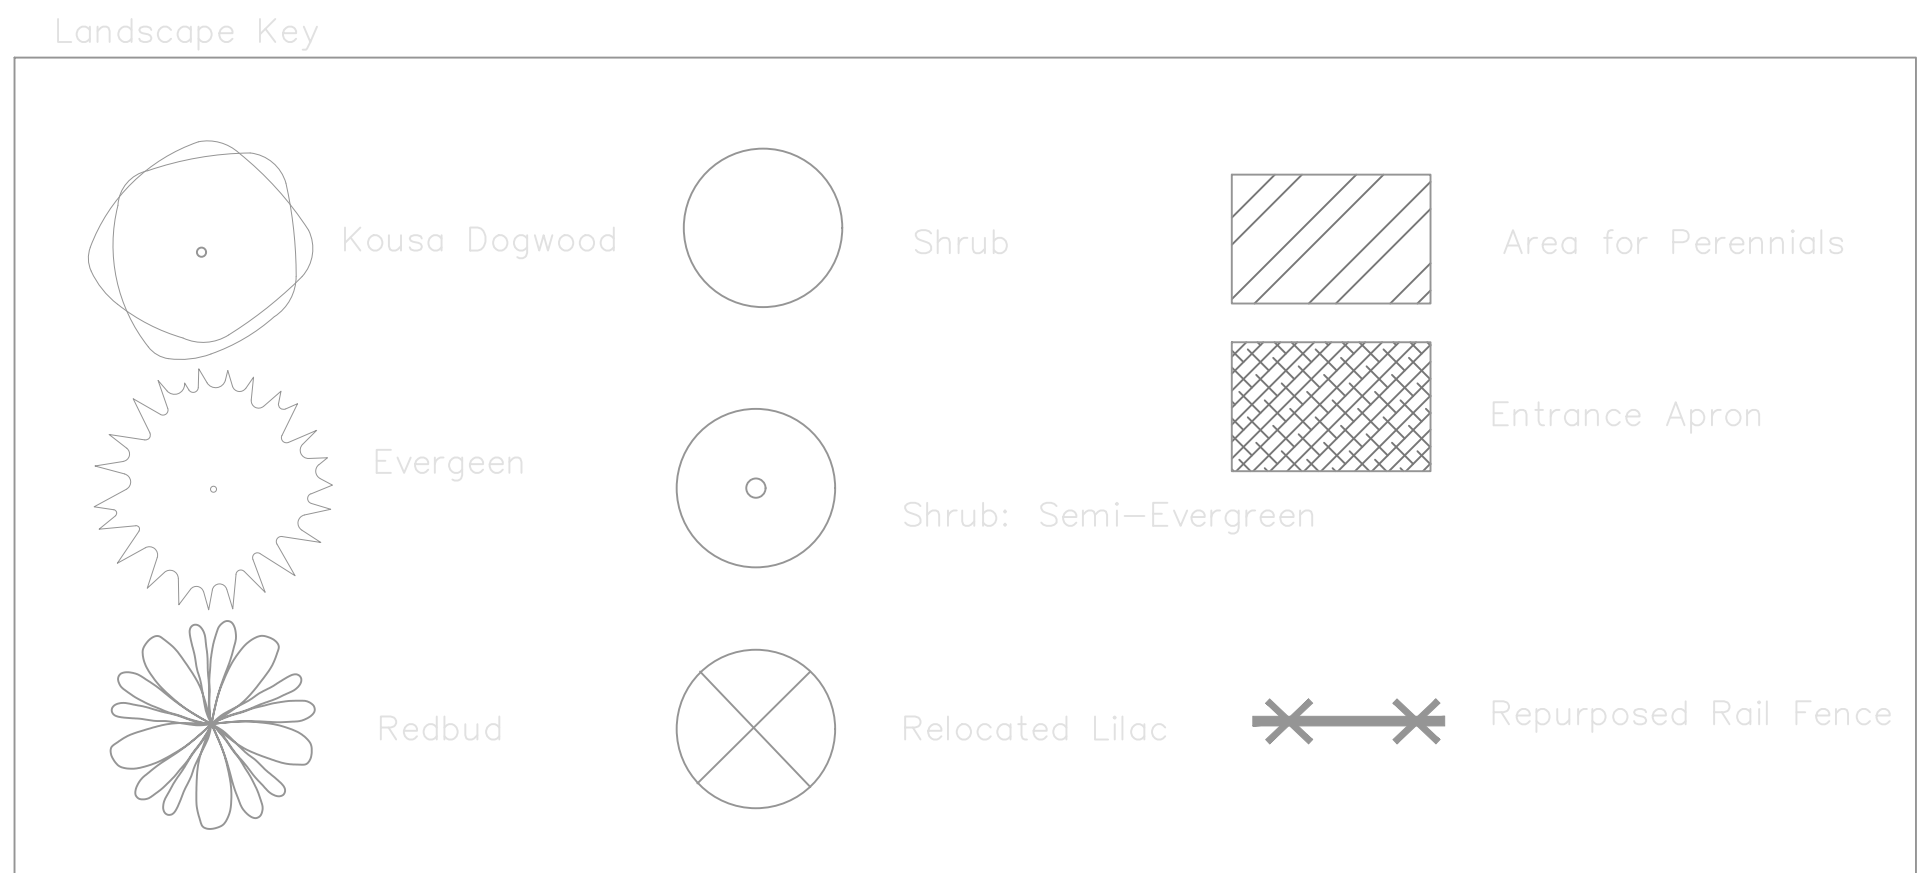 Landscape Key
Kousa Dogwood
Shrub
Area for Perennials
Evergeen
Entrance Apron
Shrub: Semi-Evergreen
Redbud
Relocated Lilac
Repurposed Rail Fence